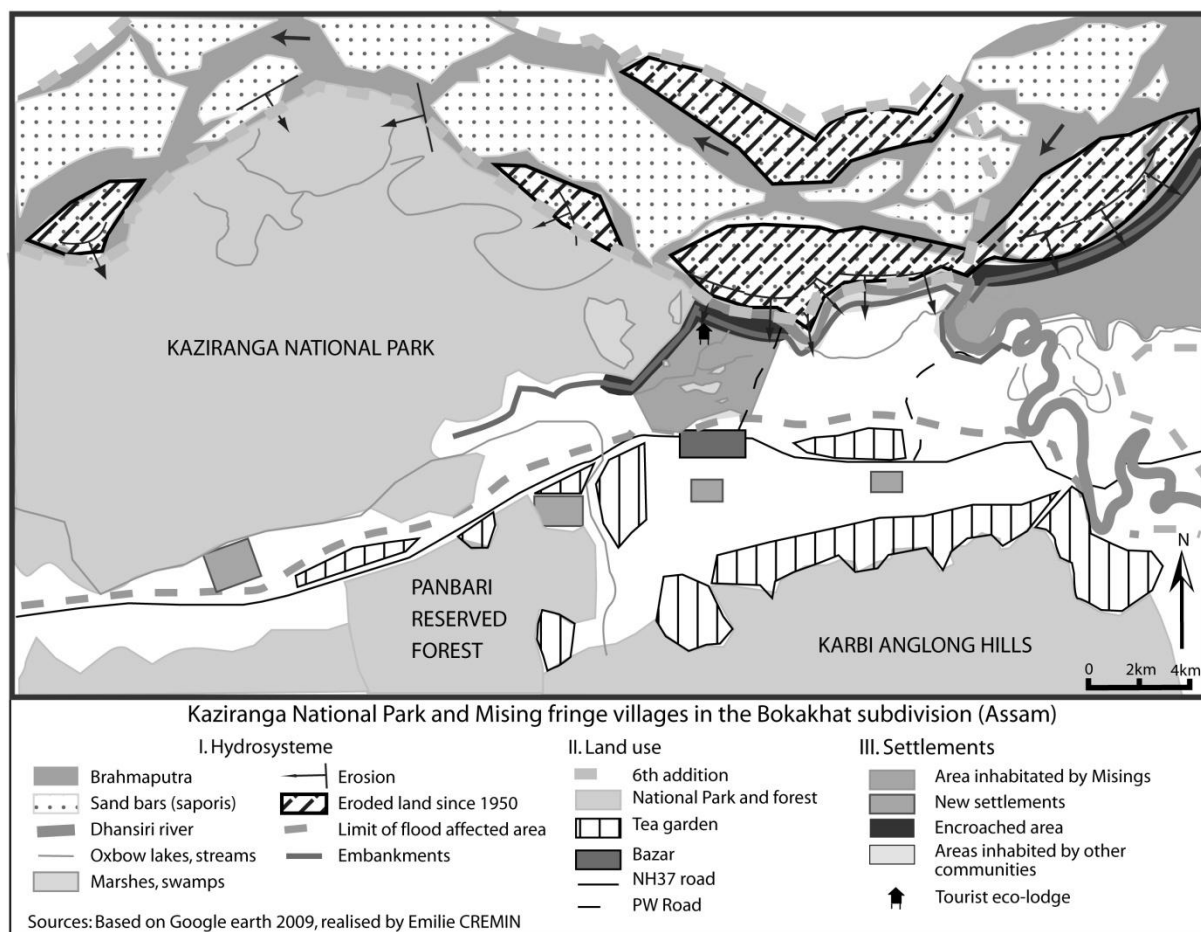 KAZIRANGA NATIONAL PARK
PANBARI
RESERVED
FOREST
KARBI ANGLONG HILLS
N
0 2km 4km
Kaziranga National Park and Mising fringe villages in the Bokakhat subdivision (Assam)
I. Hydrosysteme
Brahmaputra
Sand bars (saporis)
Dhansiri river
Oxbow lakes, streams
Marshes, swamps
Erosion
Eroded land since 1950
Limit of flood affected area
Embankments
II. Land use
6th addition
National Park and forest
Tea garden
Bazar
NH37 road
PW Road
III. Settlements
Area inhabitated by Misings
New settlements
Encroached area
Areas inhabited by other
communities
Tourist eco-lodge
Sources: Based on Google earth 2009, realised by Emilie CREMIN